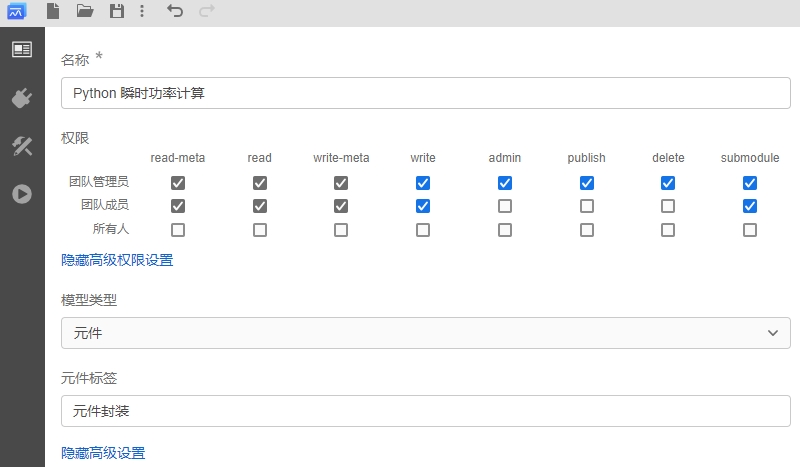 名称 *
Python 瞬时功率计算
权限
read-meta read write-meta write admin publish delete submodule
团队管理员
团队成员
所有人
隐藏高级权限设置
模型类型
元件
元件标签
元件封装
隐藏高级设置